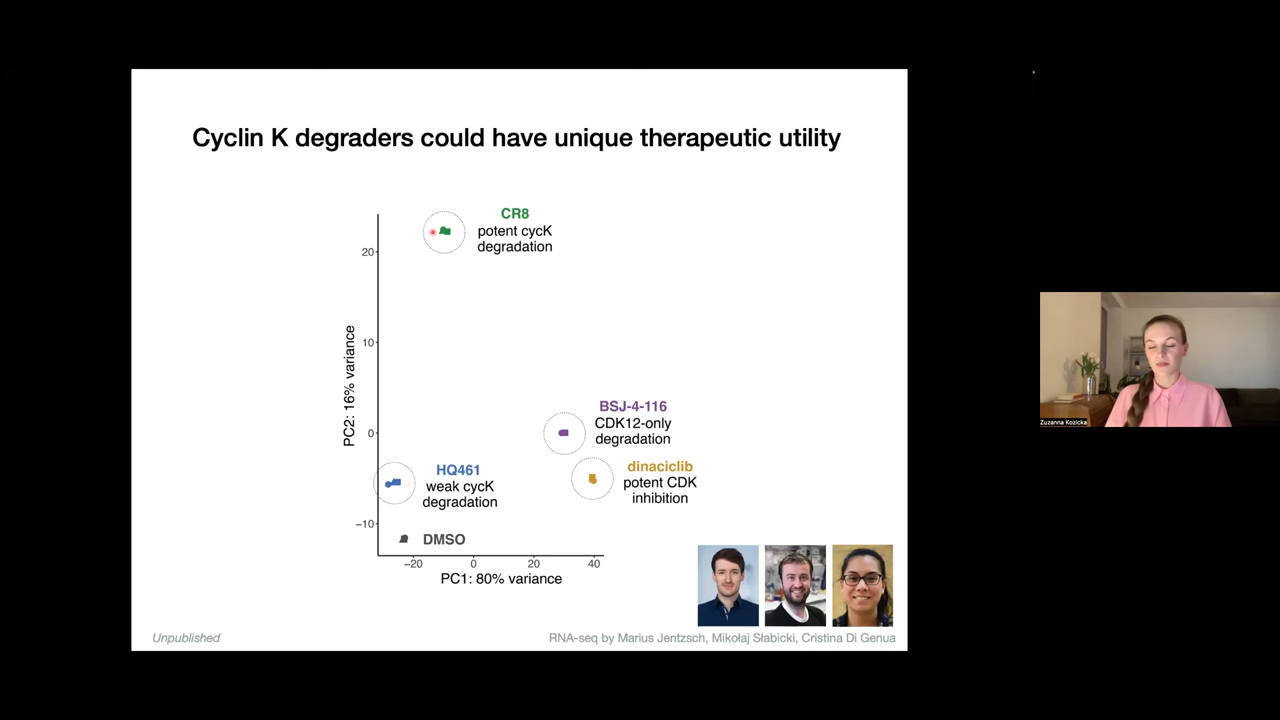 Cyclin K degraders could have unique therapeutic utility
CR8
potent cycK
degradation
20
10
0
−10
PC2: 16% variance
BSJ-4-116
CDK12-only
degradation
HQ461
weak cycK
degradation
dinaciclib
potent CDK
inhibition
DMSO
−20
0
20
40
PC1: 80% variance
Zuzanna Kozicka
Unpublished
RNA-seq by Marius Jentzsch, Mikołaj Słabicki, Cristina Di Genua